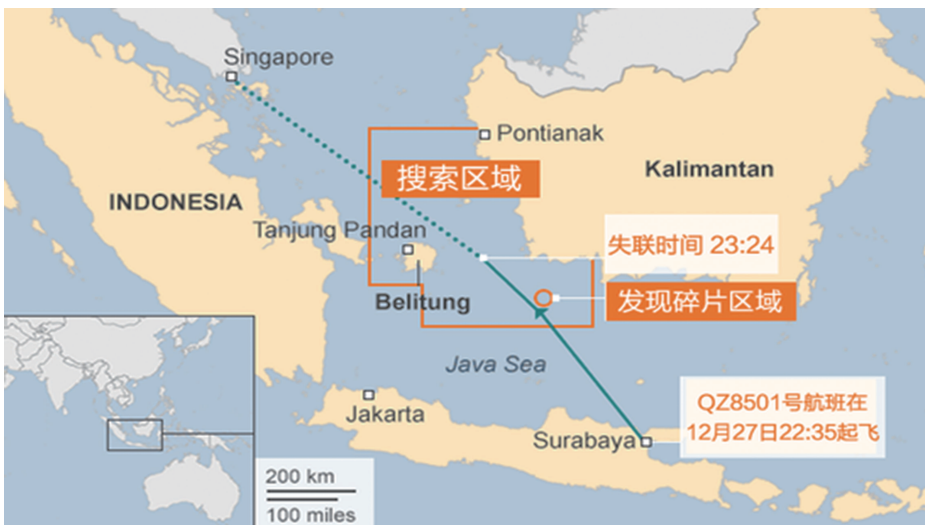 Singapore
Pontianak
搜索区域
Kalimantan
INDONESIA
Tanjung Pandan
失联时间 23:24
Belitung
发现碎片区域
Java Sea
Jakarta
QZ8501号航班在
12月27日22:35起飞
Surabaya
200 km
100 miles